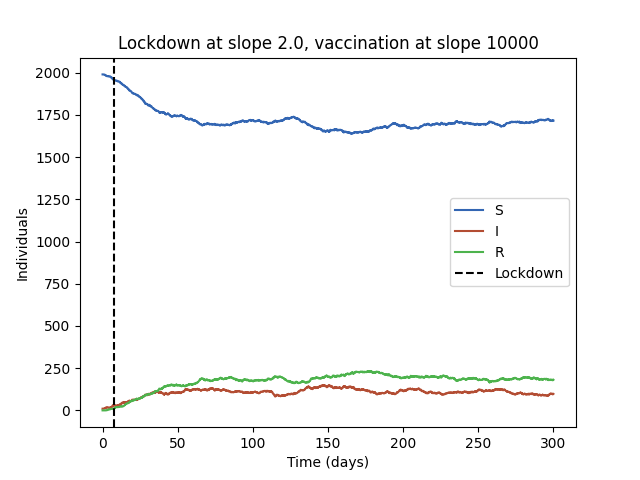 Lockdown at slope 2.0, vaccination at slope 10000
2000
1750
1500
1250
1000
750
500
250
0
Individuals
S
I
R
Lockdown
0 50 100 150 200 250 300
Time (days)